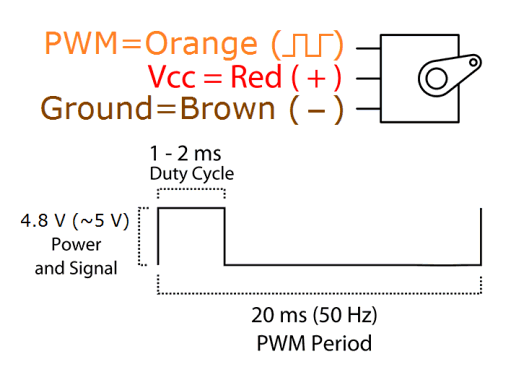 PWM=Orange (⎍⎍)
Vcc = Red ( + )
Ground=Brown ( – )
1 - 2 ms
Duty Cycle
4.8 V (~5 V)
Power
and Signal
20 ms (50 Hz)
PWM Period